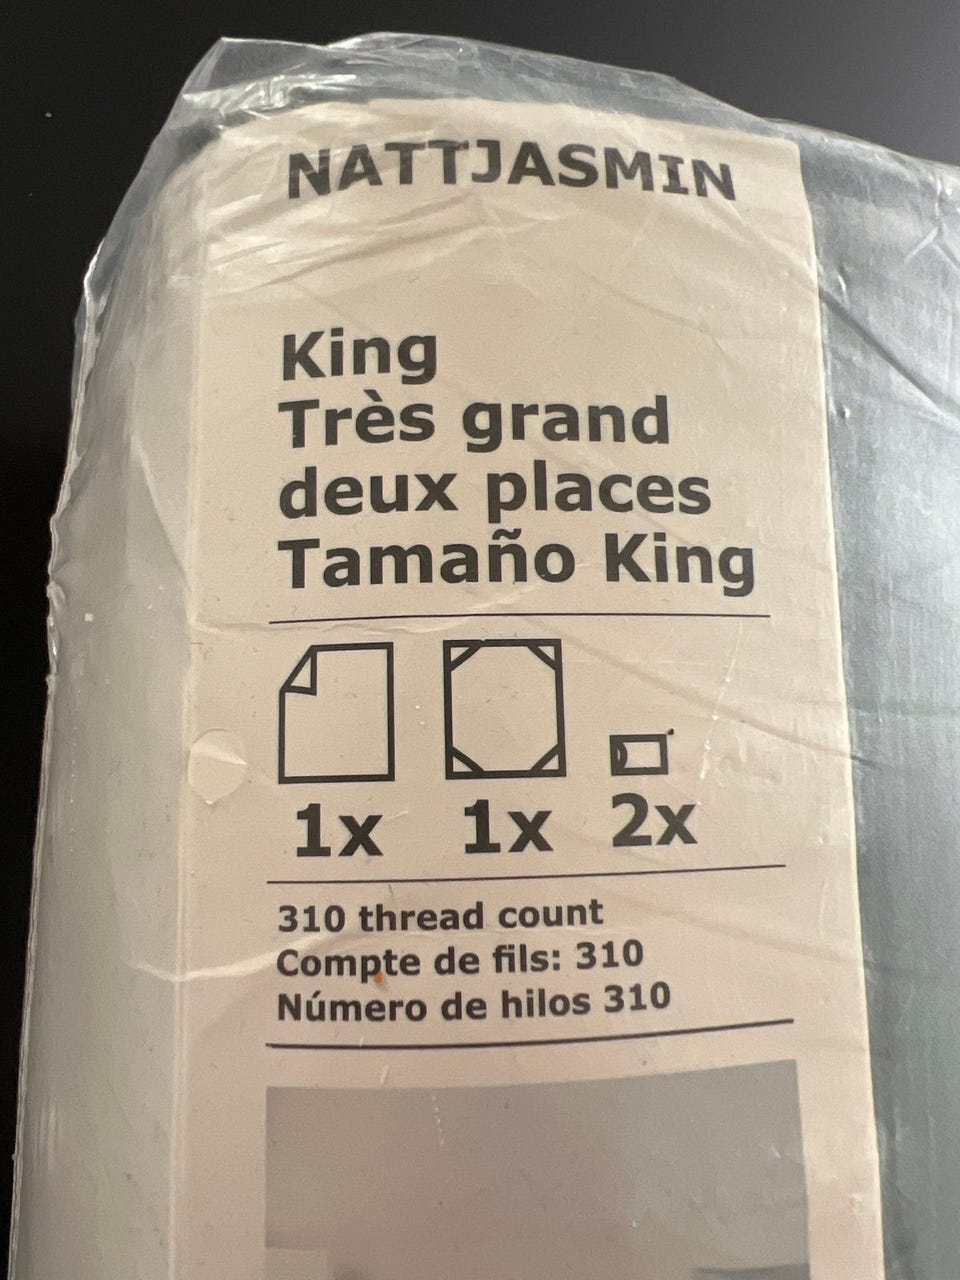 NATTJASMIN
King
Très grand
deux places
Tamaño King
1x 1x 2x
310 thread count
Compte de fils: 310
Número de hilos 310